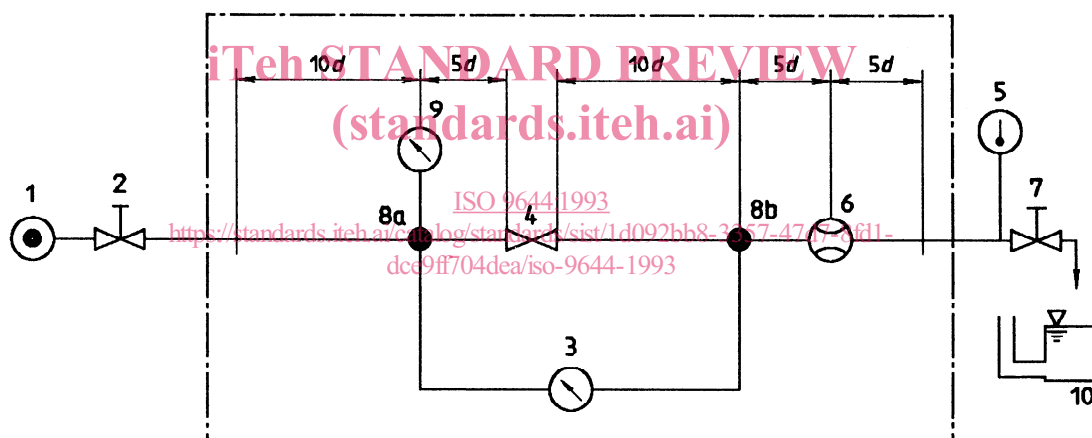 iTeh STANDARD PREVIEW
(standards.iteh.ai)
10d 5d 10d 5d 5d
9
5
1
2
8a
4
8b
6
7
ISO 9644:1993
https://standards.iteh.ai/catalog/standards/sist/1d092bb8-3357-47d7-8fd1-
dce9ff704dea/iso-9644-1993
3
10